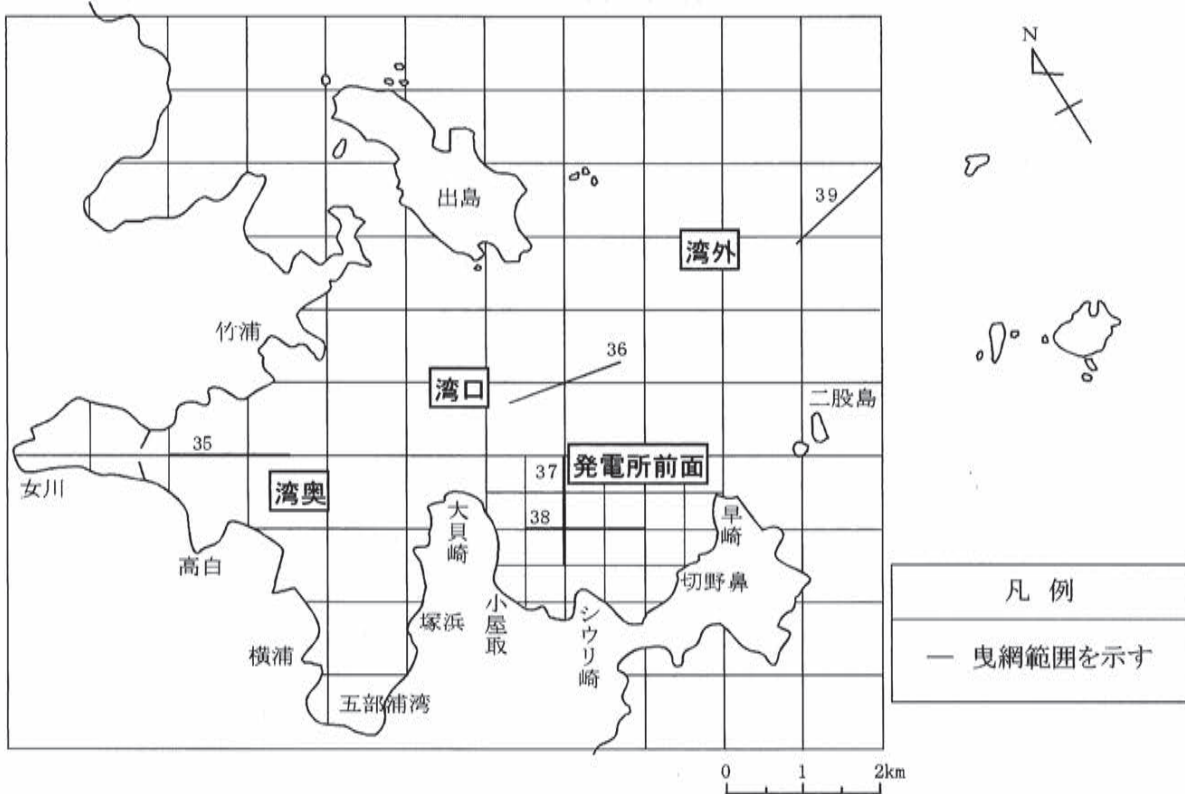 N
出島
39
湾外
竹浦
36
湾口
二股島
35
37
発電所前面
女川
湾奥
大貝崎
38
早崎
高白
切野鼻
凡 例
小屋取
シウリ崎
塚浜
横浦
― 曳網範囲を示す
五部浦湾
0 1 2km